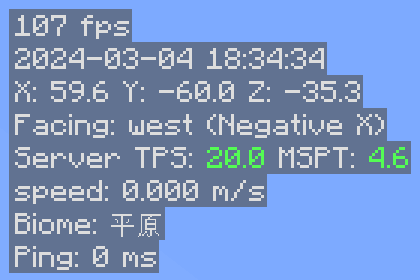 107 fps
2024-03-04 18:34:34
X: 59.6 Y: -60.0 Z: -35.3
Facing: west (Negative X)
Server TPS: 20.0 MSPT: 4.6
speed: 0.000 m/s
Biome: 平原
Ping: 0 ms